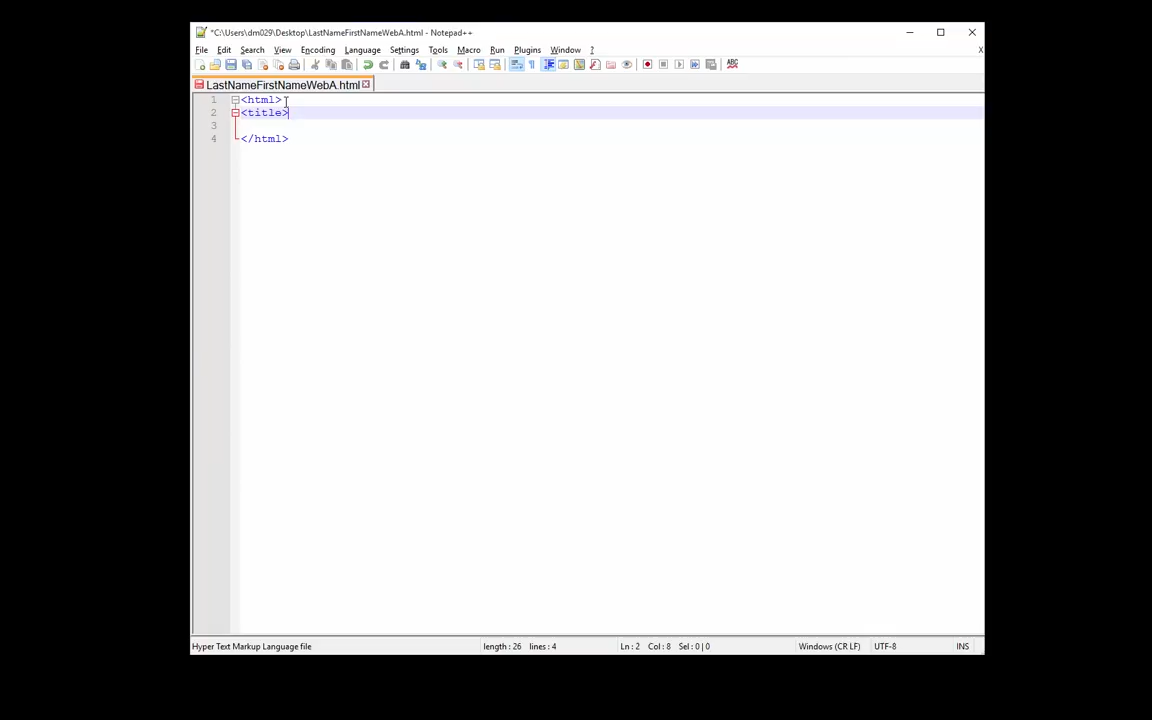 *C:\Users\dm029\Desktop\LastNameFirstNameWebA.html - Notepad++
File Edit Search View Encoding Language Settings Tools Macro Run Plugins Window ? X
ABC
LastNameFirstNameWebA.html
1 <html>
2 <title>
3
4 </html>
Hyper Text Markup Language file length : 26 lines : 4 Ln : 2 Col : 8 Sel : 0 | 0 Windows (CR LF) UTF-8 INS